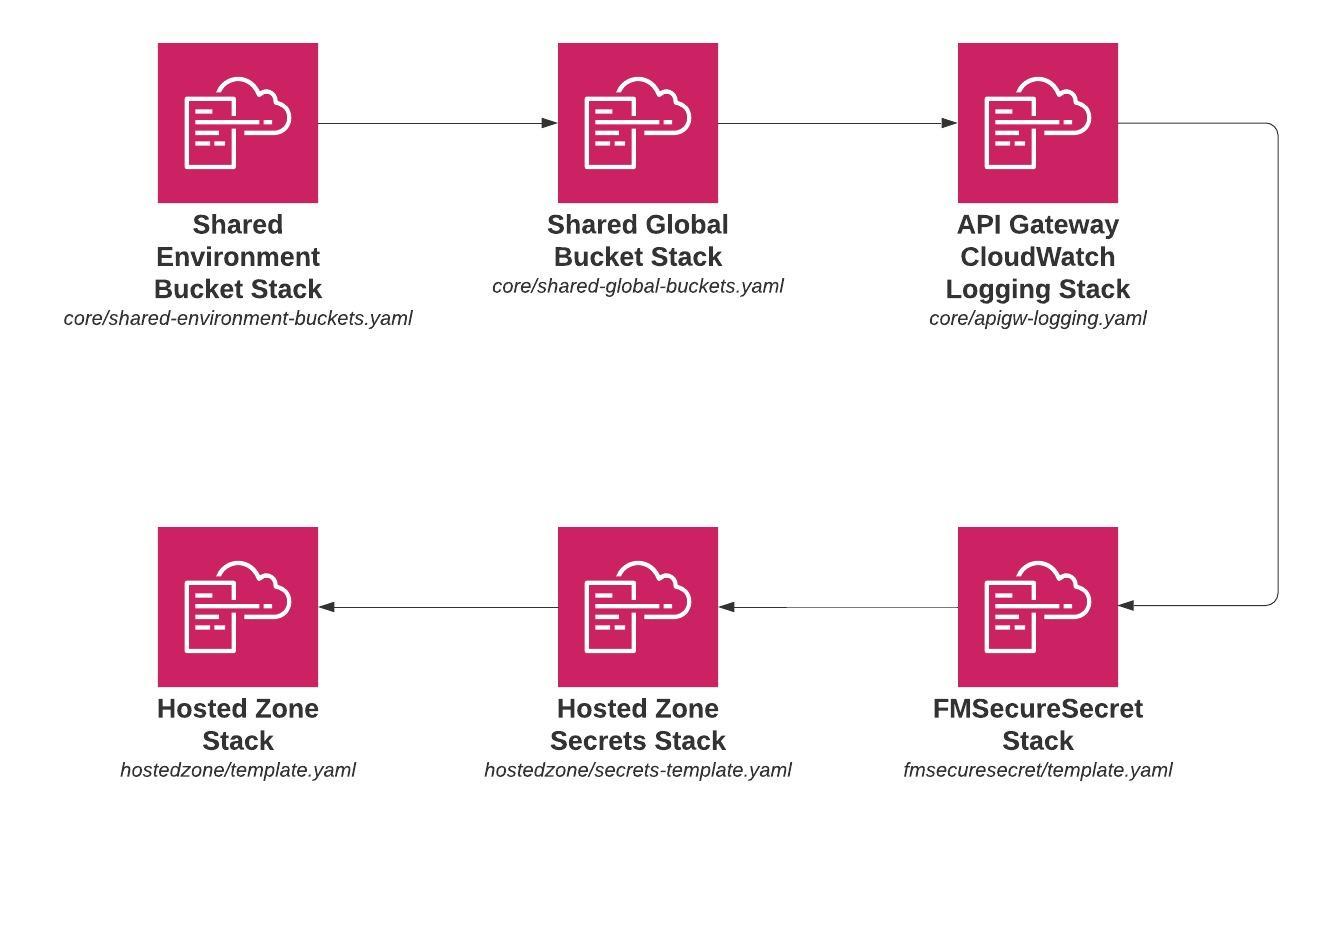 Shared
Environment
Bucket Stack
core/shared-environment-buckets.yaml
Shared Global
Bucket Stack
core/shared-global-buckets.yaml
API Gateway
CloudWatch
Logging Stack
core/apigw-logging.yaml
Hosted Zone
Stack
hostedzone/template.yaml
Hosted Zone
Secrets Stack
hostedzone/secrets-template.yaml
FMSecureSecret
Stack
fmsecuresecret/template.yaml